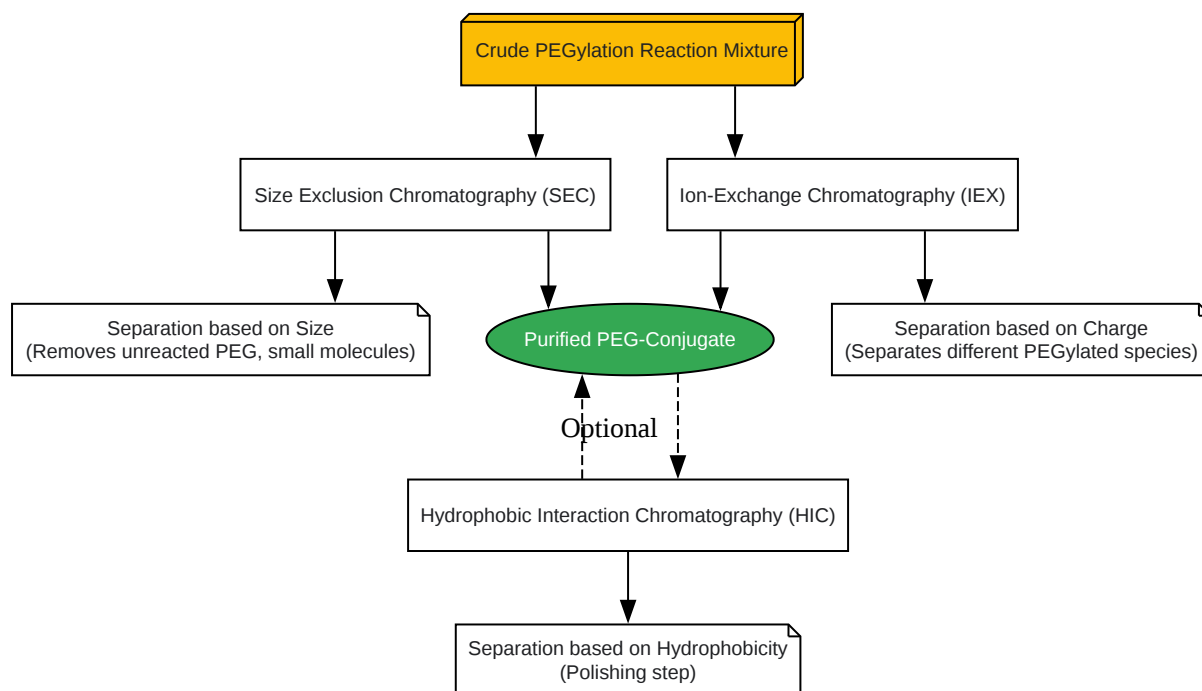 Crude PEGylation Reaction Mixture
Size Exclusion Chromatography (SEC)
Ion-Exchange Chromatography (IEX)
Separation based on Size
(Removes unreacted PEG, small molecules)
Purified PEG-Conjugate
Separation based on Charge
(Separates different PEGylated species)
Optional
Hydrophobic Interaction Chromatography (HIC)
Separation based on Hydrophobicity
(Polishing step)